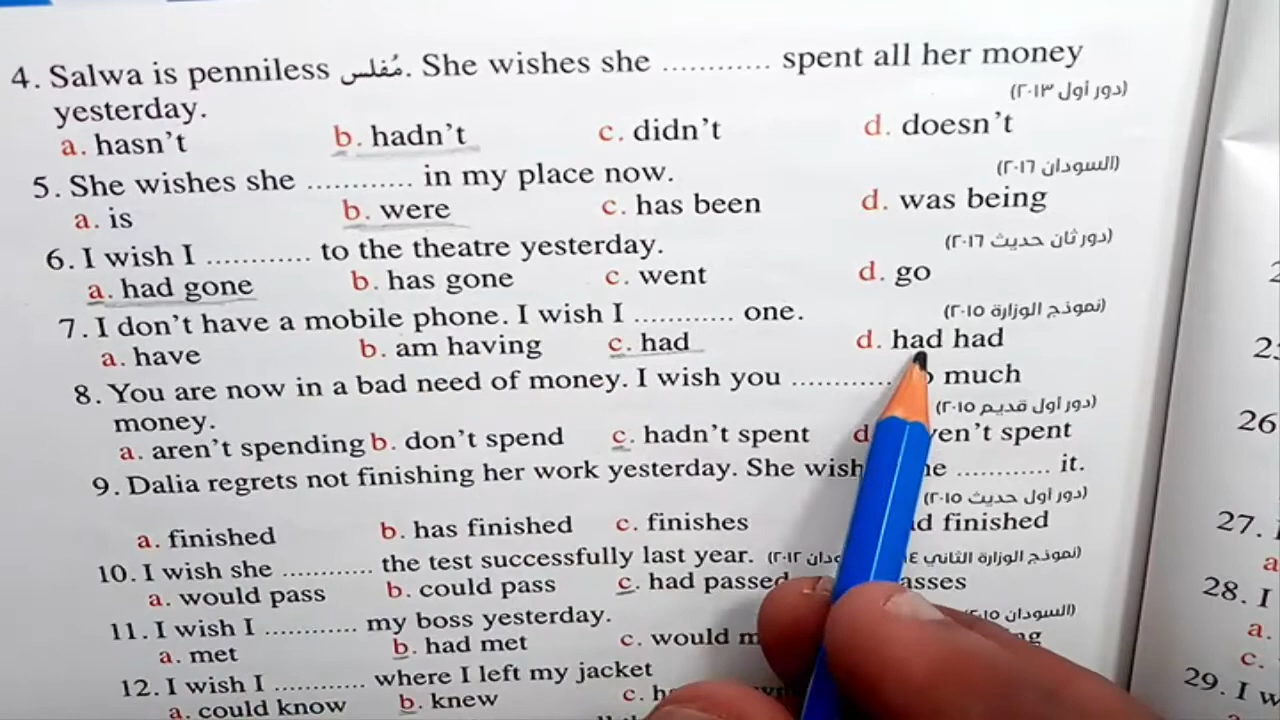 4. Salwa is penniless مُفلس. She wishes she ............ spent all her money
yesterday. (دور أول ٢٠١٣)
a. hasn't b. hadn't c. didn't d. doesn't
5. She wishes she ............ in my place now. (السودان ٢٠١٦)
a. is b. were c. has been d. was being
6. I wish I ............ to the theatre yesterday. (دور ثان حديث ٢٠١٦)
a. had gone b. has gone c. went d. go
7. I don't have a mobile phone. I wish I ............ one. (نموذج الوزارة ٢٠١٥)
a. have b. am having c. had d. had had
8. You are now in a bad need of money. I wish you ............ much
money. (دور أول قديم ٢٠١٥)
a. aren't spending b. don't spend c. hadn't spent d. spent
9. Dalia regrets not finishing her work yesterday. She ............ it.
(دور أول حديث ٢٠١٥)
a. finished b. has finished c. finishes finished
10. I wish she ............ the test successfully last year. (نموذج الوزارة الثاني
a. would pass b. could pass c. had passed
11. I wish I ............ my boss yesterday. (السودان
a. met b. had met c. would
12. I wish I ............ where I left my jacket
a. could know b. knew c.
26
27.
a
28. I
a.
c.
29. I w